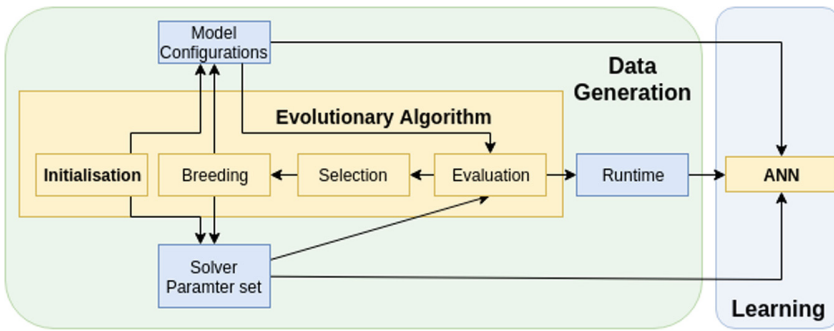 Model
Configurations
Data
Generation
Evolutionary Algorithm
Initialisation
Breeding
Selection
Evaluation
Runtime
ANN
Solver
Paramter set
Learning